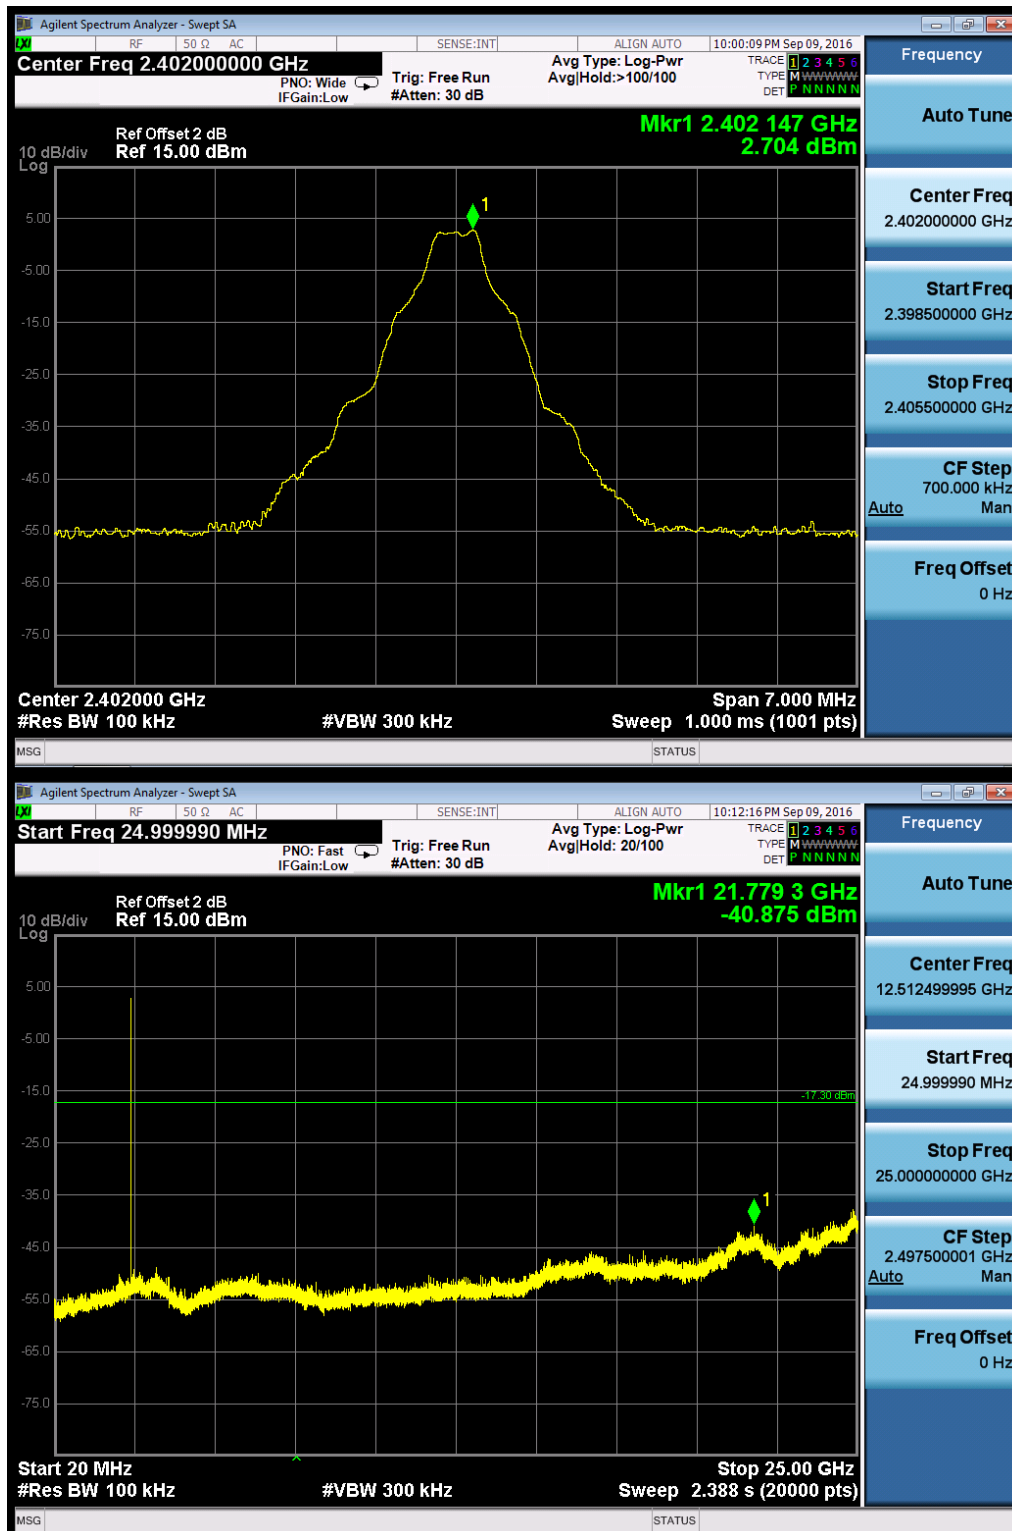 Agilent Spectrum Analyzer - Swept SA
LXI RF 50 Ω AC SENSE:INT ALIGN AUTO 10:00:09 PM Sep 09, 2016
Center Freq 2.402000000 GHz
PNO: Wide
IFGain:Low
Trig: Free Run
#Atten: 30 dB
Avg Type: Log-Pwr
Avg|Hold:>100/100
TRACE 1 2 3 4 5 6
TYPE M WWWWW
DET P N N N N N
Ref Offset 2 dB
10 dB/div Ref 15.00 dBm
Log
Mkr1 2.402 147 GHz
2.704 dBm
1
5.00
-5.00
-15.0
-25.0
-35.0
-45.0
-55.0
-65.0
-75.0
Center 2.402000 GHz Span 7.000 MHz
#Res BW 100 kHz #VBW 300 kHz Sweep 1.000 ms (1001 pts)
MSG STATUS
Frequency
Auto Tune
Center Freq
2.402000000 GHz
Start Freq
2.398500000 GHz
Stop Freq
2.405500000 GHz
CF Step
700.000 kHz
Auto Man
Freq Offset
0 Hz
Agilent Spectrum Analyzer - Swept SA
LXI RF 50 Ω AC SENSE:INT ALIGN AUTO 10:12:16 PM Sep 09, 2016
Start Freq 24.999990 MHz
PNO: Fast
IFGain:Low
Trig: Free Run
#Atten: 30 dB
Avg Type: Log-Pwr
Avg|Hold: 20/100
TRACE 1 2 3 4 5 6
TYPE M WWWWW
DET P N N N N N
Ref Offset 2 dB
10 dB/div Ref 15.00 dBm
Log
Mkr1 21.779 3 GHz
-40.875 dBm
5.00
-5.00
-15.0
-17.30 dBm
-25.0
-35.0
1
-45.0
-55.0
-65.0
-75.0
Start 20 MHz Stop 25.00 GHz
#Res BW 100 kHz #VBW 300 kHz Sweep 2.388 s (20000 pts)
MSG STATUS
Frequency
Auto Tune
Center Freq
12.512499995 GHz
Start Freq
24.999990 MHz
Stop Freq
25.000000000 GHz
CF Step
2.497500001 GHz
Auto Man
Freq Offset
0 Hz